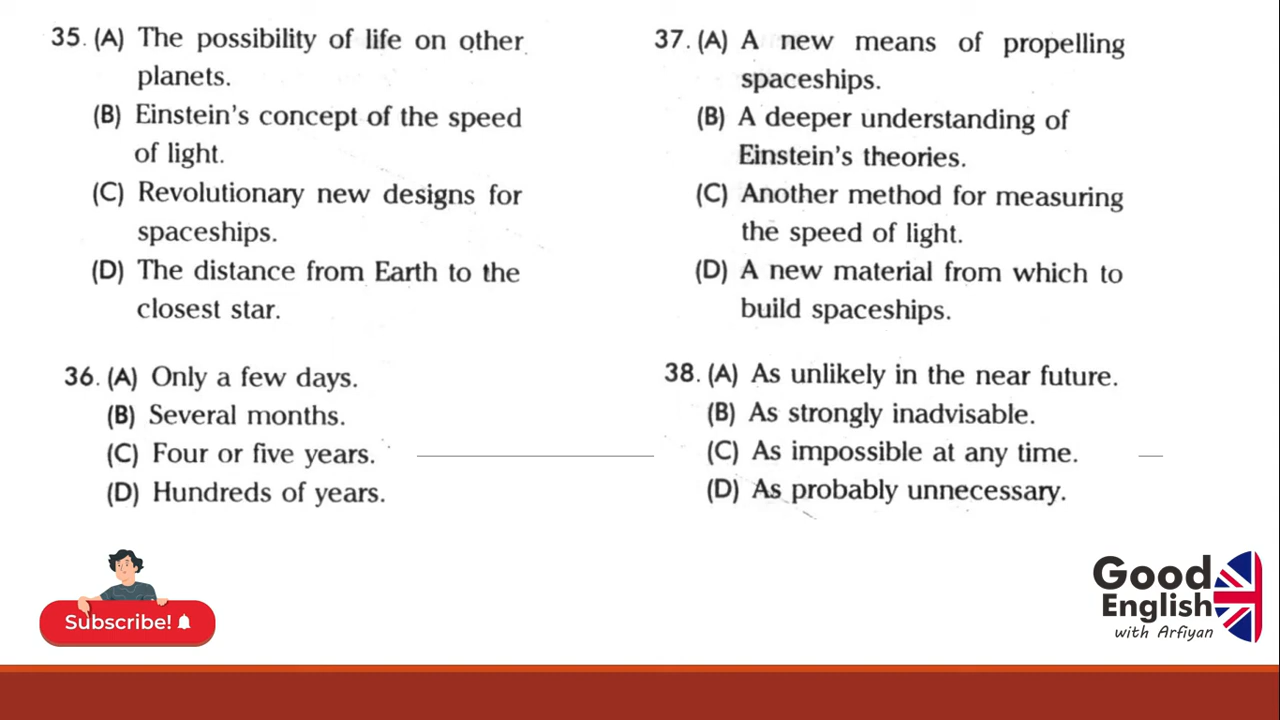 35. (A) The possibility of life on other
planets.
(B) Einstein's concept of the speed
of light.
(C) Revolutionary new designs for
spaceships.
(D) The distance from Earth to the
closest star.
36. (A) Only a few days.
(B) Several months.
(C) Four or five years.
(D) Hundreds of years.
37. (A) A new means of propelling
spaceships.
(B) A deeper understanding of
Einstein's theories.
(C) Another method for measuring
the speed of light.
(D) A new material from which to
build spaceships.
38. (A) As unlikely in the near future.
(B) As strongly inadvisable.
(C) As impossible at any time.
(D) As probably unnecessary.
Subscribe!
Good
English
with Arfiyan